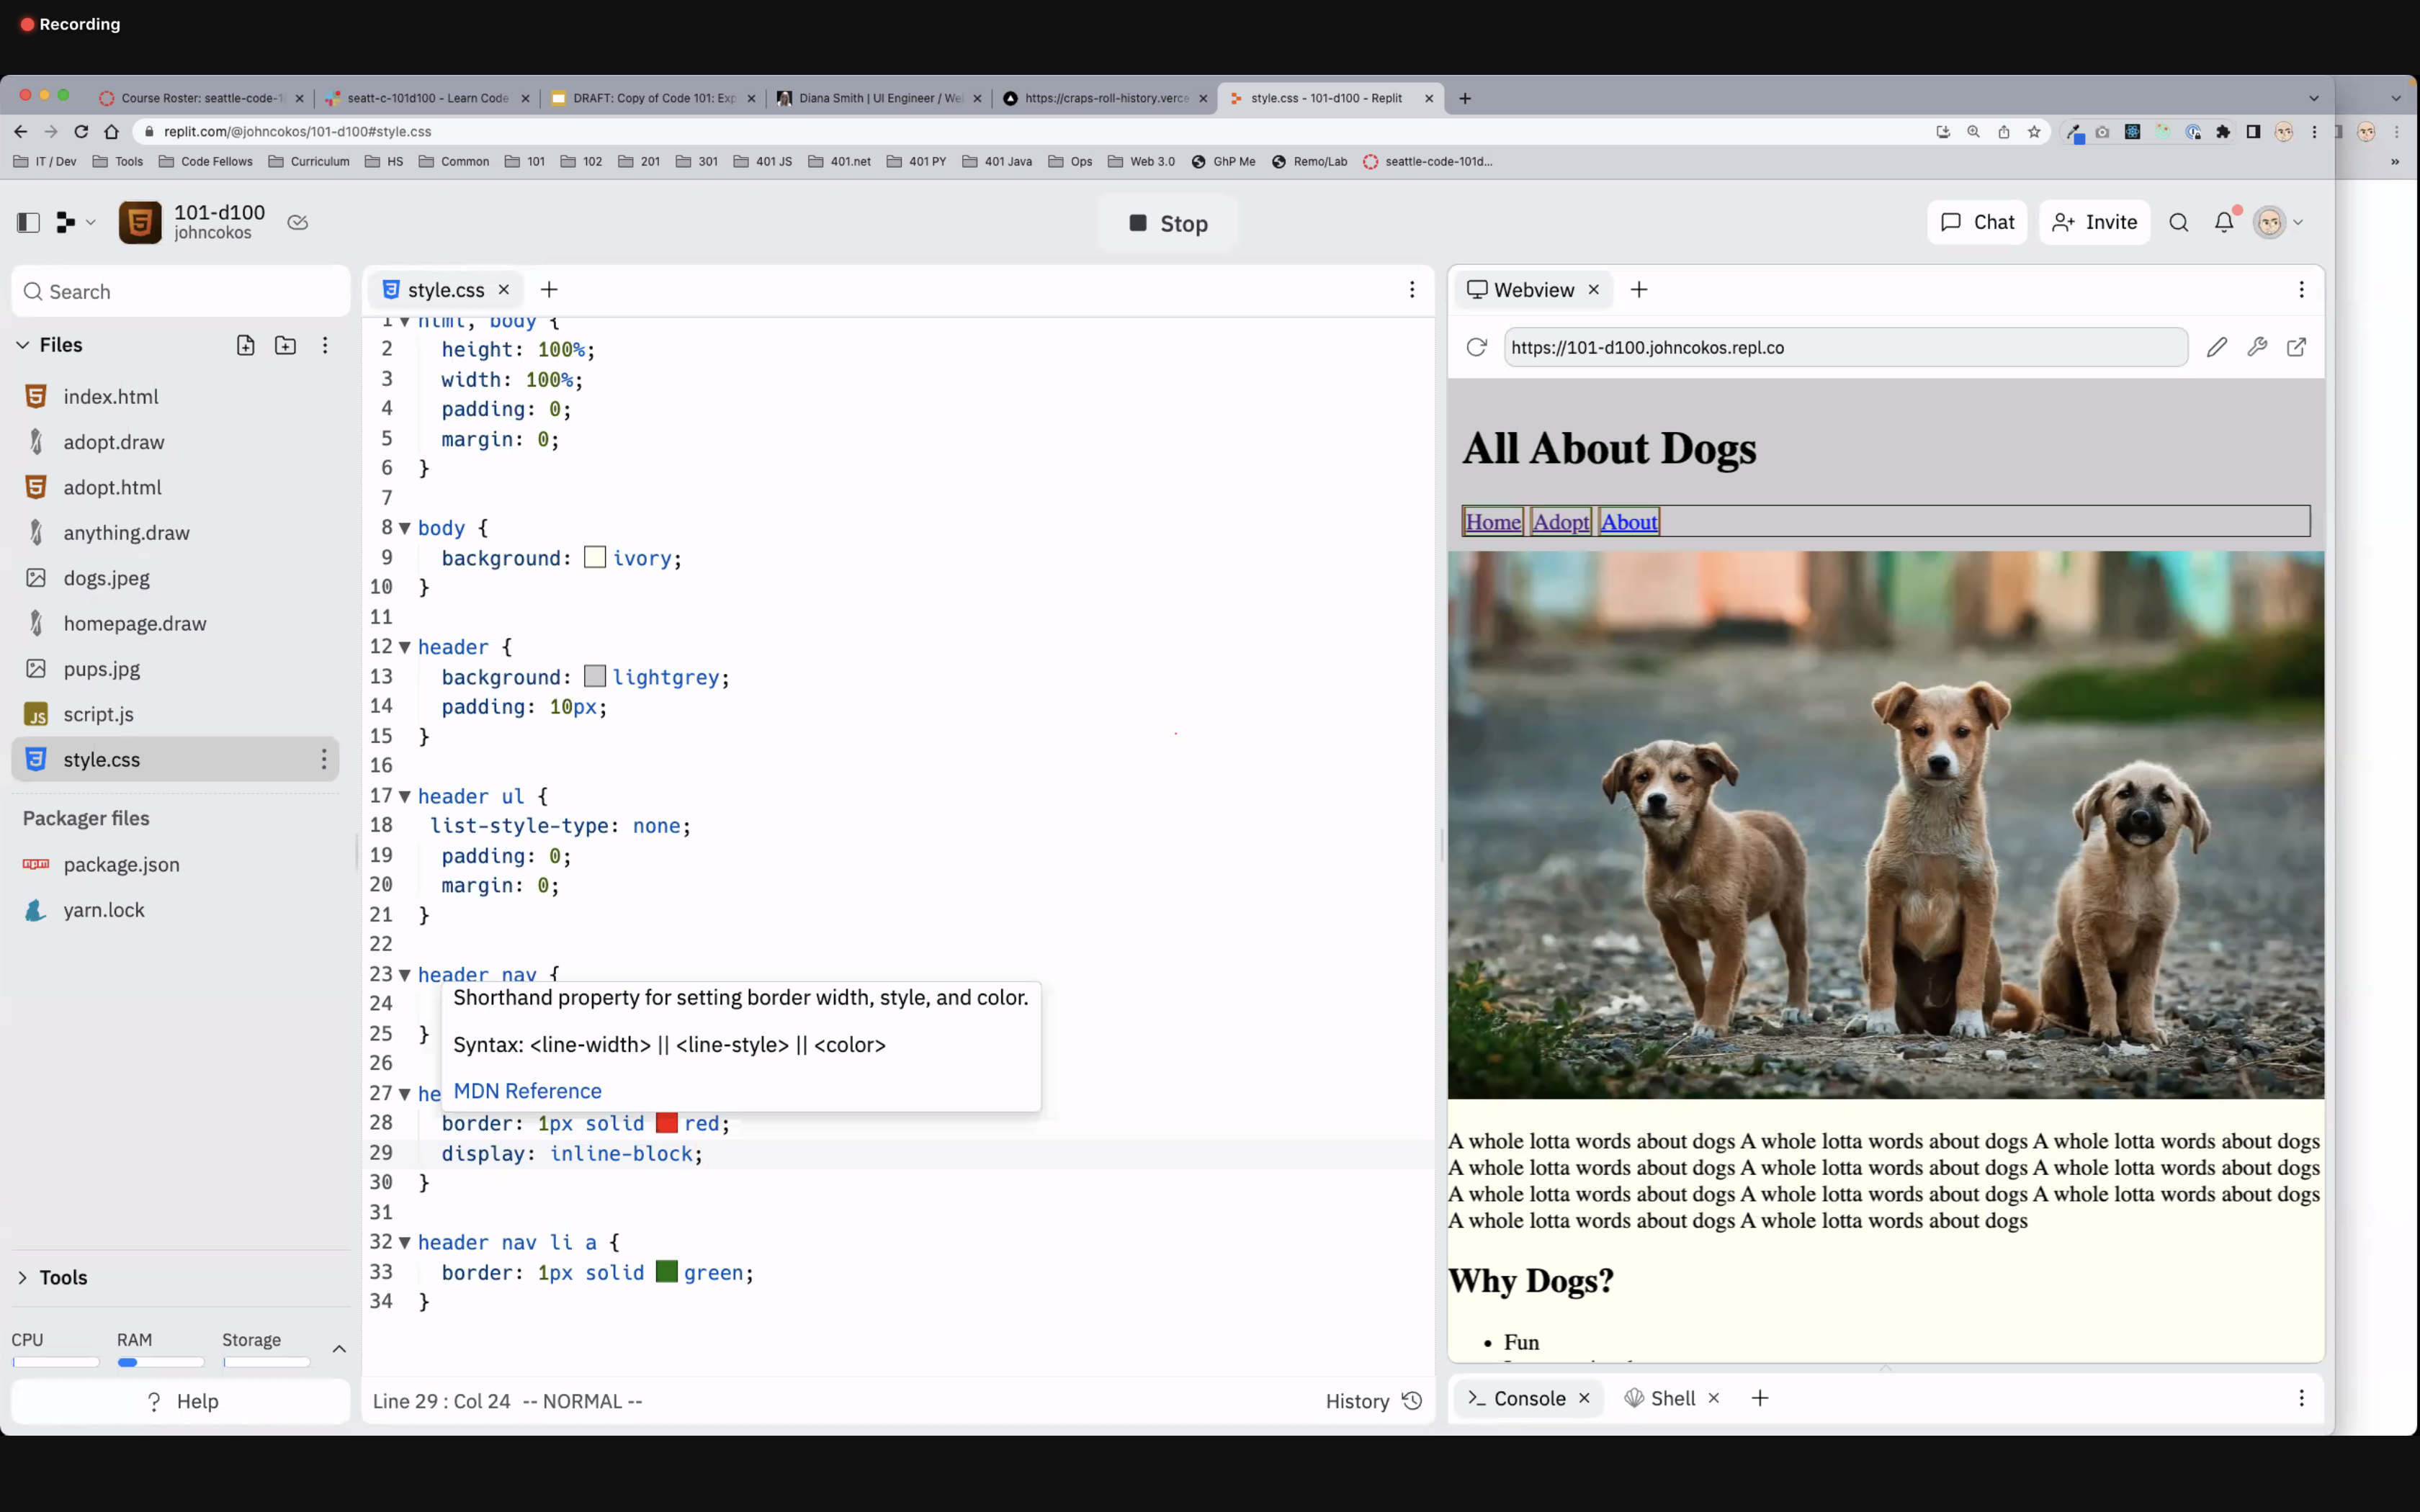 Recording
Course Roster: seattle-code-1
seatt-c-101d100 - Learn Code
DRAFT: Copy of Code 101: Exp
Diana Smith | UI Engineer / We
https://craps-roll-history.verce
style.css - 101-d100 - Replit
replit.com/@johncokos/101-d100#style.css
IT / Dev
Tools
Code Fellows
Curriculum
HS
Common
101
102
201
301
401 JS
401.net
401 PY
401 Java
Ops
Web 3.0
GhP Me
Remo/Lab
seattle-code-101d...
101-d100
johncokos
Stop
Chat
Invite
Search
Files
index.html
adopt.draw
adopt.html
anything.draw
dogs.jpeg
homepage.draw
pups.jpg
script.js
style.css
Packager files
package.json
yarn.lock
Tools
CPU RAM Storage
? Help
style.css
1 html, body {
2 height: 100%;
3 width: 100%;
4 padding: 0;
5 margin: 0;
6 }
7
8 body {
9 background: ivory;
10 }
11
12 header {
13 background: lightgrey;
14 padding: 10px;
15 }
16
17 header ul {
18 list-style-type: none;
19 padding: 0;
20 margin: 0;
21 }
22
23 header nav {
24
25 }
26
27 he
Shorthand property for setting border width, style, and color.
Syntax: <line-width> || <line-style> || <color>
MDN Reference
28 border: 1px solid red;
29 display: inline-block;
30 }
31
32 header nav li a {
33 border: 1px solid green;
34 }
Line 29 : Col 24 -- NORMAL --
History
Webview
https://101-d100.johncokos.repl.co
All About Dogs
Home Adopt About
A whole lotta words about dogs A whole lotta words about dogs A whole lotta words about dogs
A whole lotta words about dogs A whole lotta words about dogs A whole lotta words about dogs
A whole lotta words about dogs A whole lotta words about dogs A whole lotta words about dogs
A whole lotta words about dogs A whole lotta words about dogs
Why Dogs?
• Fun
Console
Shell